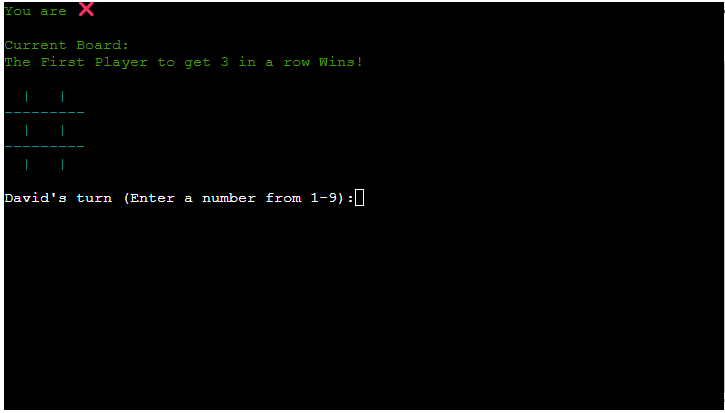 You are ❌
Current Board:
The First Player to get 3 in a row Wins!
  |   |
---------
  |   |
---------
  |   |
David's turn (Enter a number from 1-9):